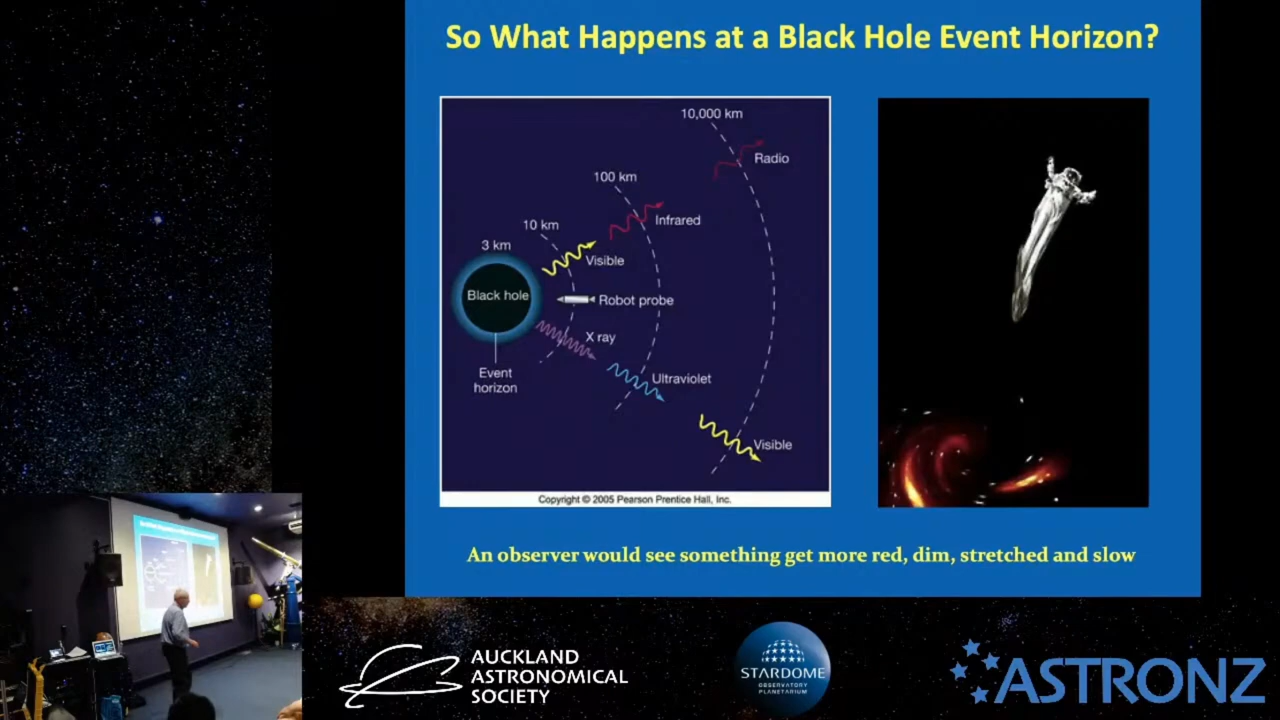 So What Happens at a Black Hole Event Horizon?
10,000 km
Radio
100 km
Infrared
10 km
Visible
3 km
Black hole
Robot probe
X ray
Event
horizon
Ultraviolet
Visible
Copyright © 2005 Pearson Prentice Hall, Inc.
An observer would see something get more red, dim, stretched and slow
AUCKLAND
ASTRONOMICAL
SOCIETY
STARDOME
OBSERVATORY
PLANETARIUM
ASTRONZ